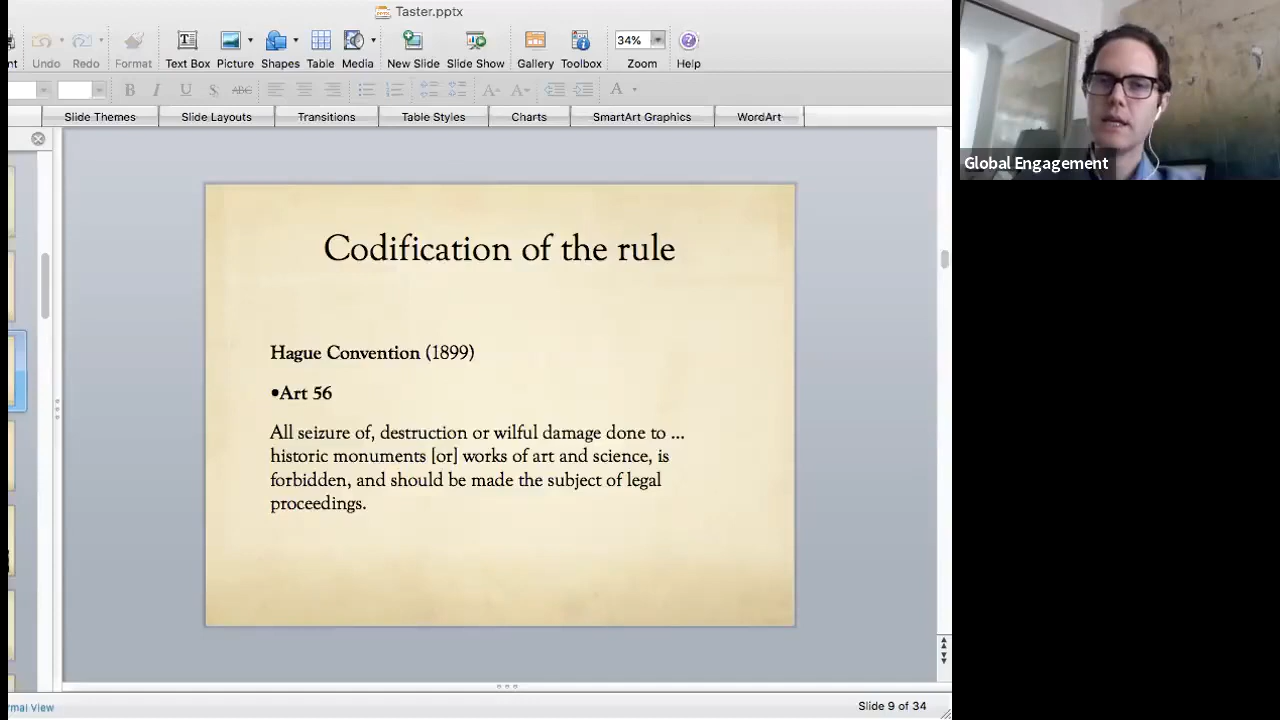 Taster.pptx
34%
Undo Redo Format Text Box Picture Shapes Table Media New Slide Slide Show Gallery Toolbox Zoom Help
B I U S ABC A A A
Slide Themes Slide Layouts Transitions Table Styles Charts SmartArt Graphics WordArt
Global Engagement
Codification of the rule
Hague Convention (1899)
•Art 56
All seizure of, destruction or wilful damage done to ...
historic monuments [or] works of art and science, is
forbidden, and should be made the subject of legal
proceedings.
View
Slide 9 of 34